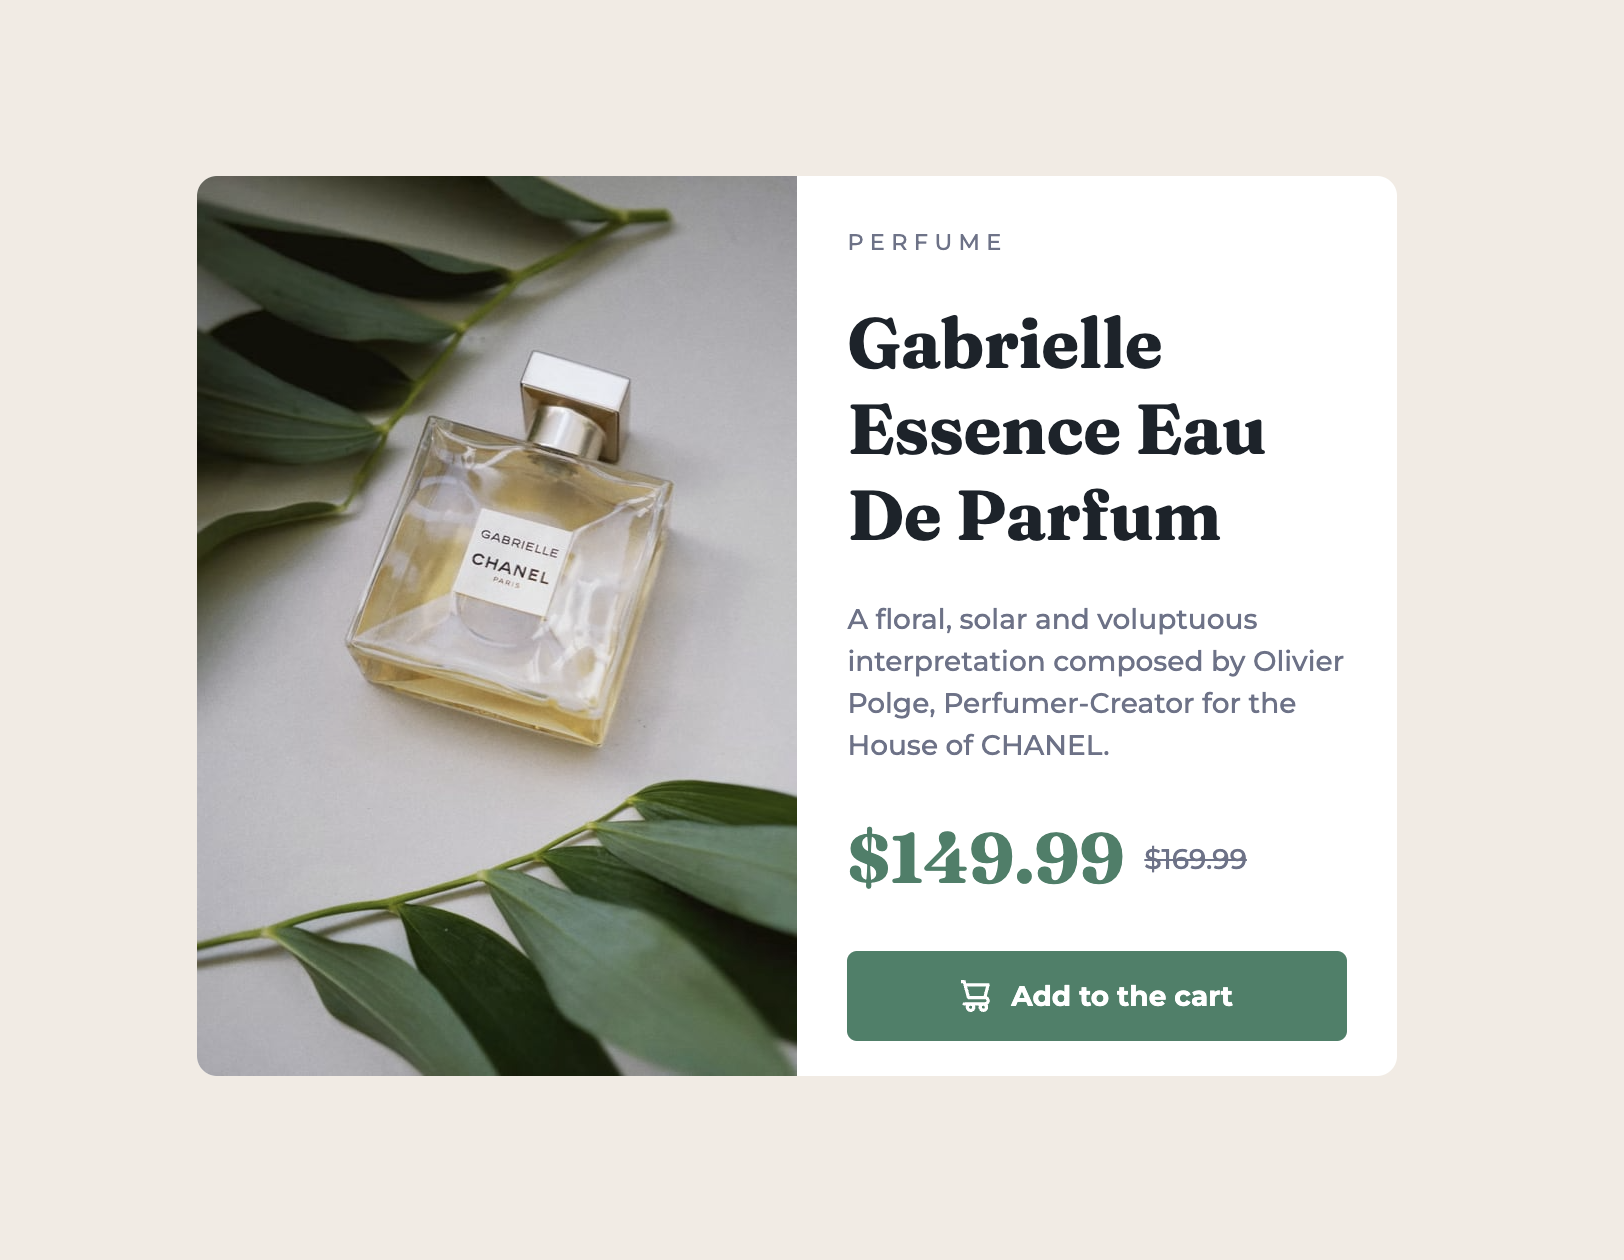 GABRIELLE
CHANEL
PARIS
PERFUME
Gabrielle
Essence Eau
De Parfum
A floral, solar and voluptuous
interpretation composed by Olivier
Polge, Perfumer-Creator for the
House of CHANEL.
$149.99 $169.99
Add to the cart